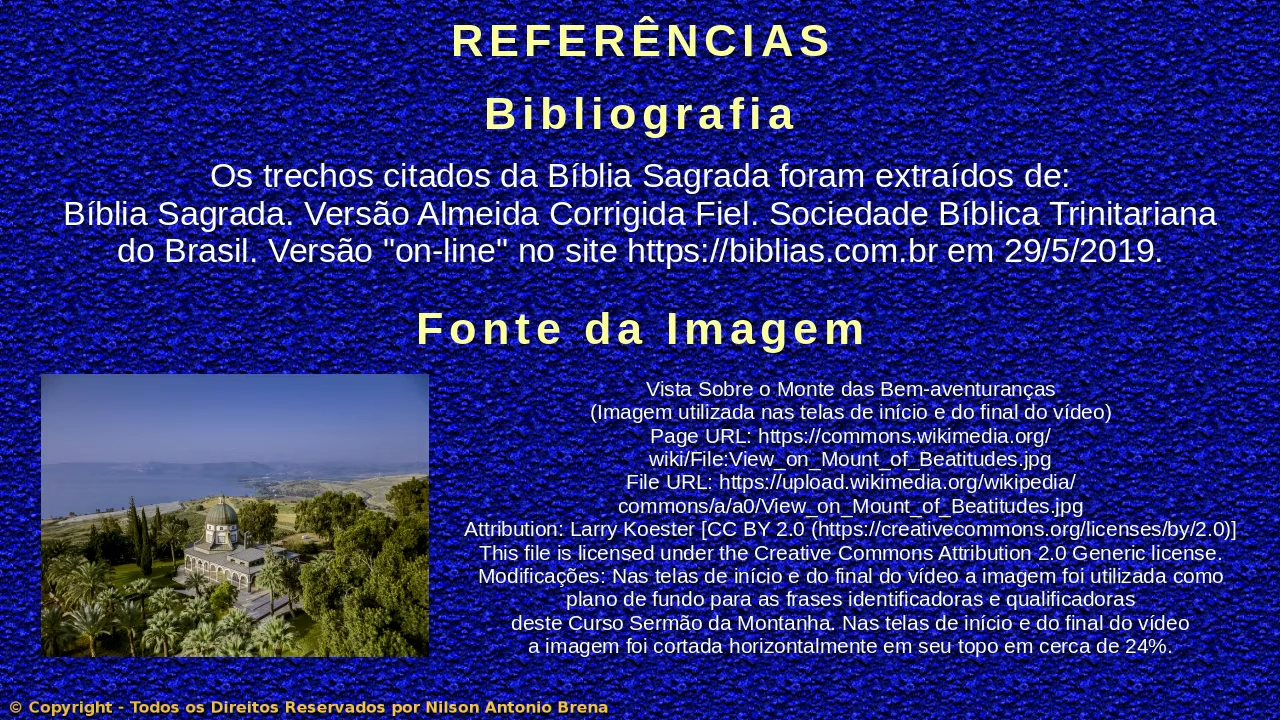 REFERÊNCIAS
Bibliografia
Os trechos citados da Bíblia Sagrada foram extraídos de:
Bíblia Sagrada. Versão Almeida Corrigida Fiel. Sociedade Bíblica Trinitariana
do Brasil. Versão "on-line" no site https://biblias.com.br em 29/5/2019.
Fonte da Imagem
Vista Sobre o Monte das Bem-aventuranças
(Imagem utilizada nas telas de início e do final do vídeo)
Page URL: https://commons.wikimedia.org/
wiki/File:View_on_Mount_of_Beatitudes.jpg
File URL: https://upload.wikimedia.org/wikipedia/
commons/a/a0/View_on_Mount_of_Beatitudes.jpg
Attribution: Larry Koester [CC BY 2.0 (https://creativecommons.org/licenses/by/2.0)]
This file is licensed under the Creative Commons Attribution 2.0 Generic license.
Modificações: Nas telas de início e do final do vídeo a imagem foi utilizada como
plano de fundo para as frases identificadoras e qualificadoras
deste Curso Sermão da Montanha. Nas telas de início e do final do vídeo
a imagem foi cortada horizontalmente em seu topo em cerca de 24%.
© Copyright - Todos os Direitos Reservados por Nilson Antonio Brena